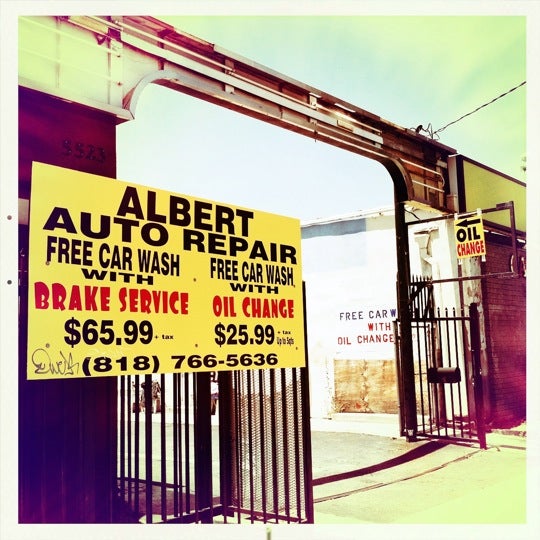 5523
ALBERT
AUTO REPAIR
FREE CAR WASH
WITH
BRAKE SERVICE
$65.99 + tax
FREE CAR WASH
WITH
OIL CHANGE
$25.99 + tax
Up to 5qts
(818) 766-5636
FREE CAR W
WITH
OIL CHANGE
OIL
CHANGE